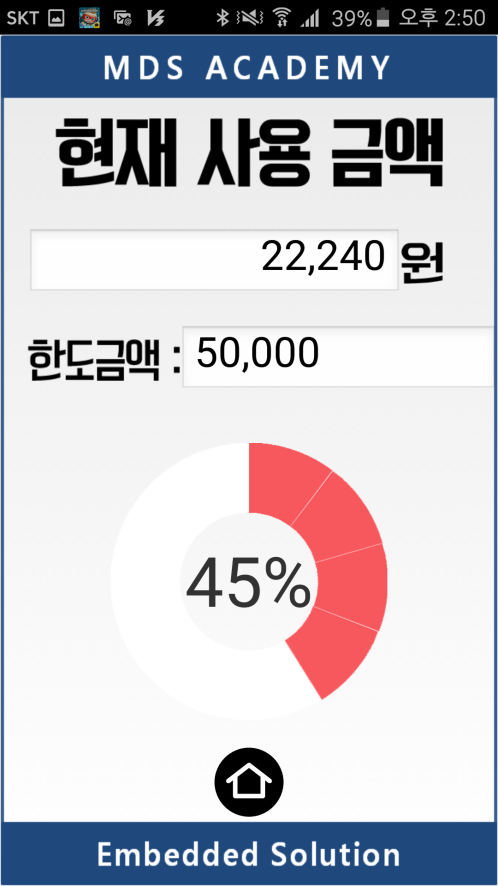 SKT 39% 오후 2:50
MDS ACADEMY
현재 사용 금액
22,240 원
한도금액 : 50,000
45%
Embedded Solution